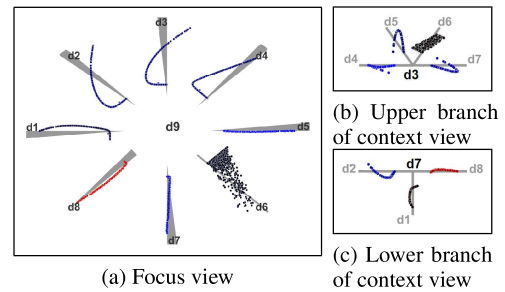 d3
d2
d4
d1
d9
d5
d8
d6
d7
(a) Focus view
d5
d6
d4
d3
d7
(b) Upper branch
of context view
d2
d7
d8
d1
(c) Lower branch
of context view